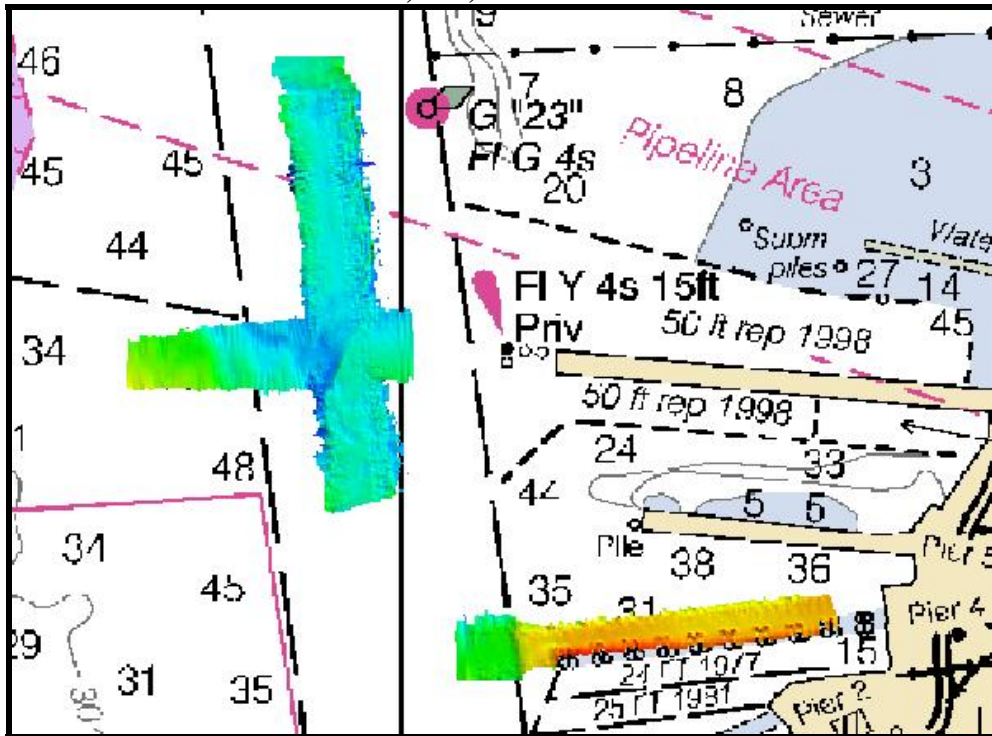 Sewer
46
7
8
G "23"
Fl G 4s
20
Pipeline Area
45
45
3
44
Subm
piles
27
14
Fl Y 4s 15ft
Priv
50 ft rep 1998
45
34
50 ft rep 1998
24
33
48
44
5
5
Pile
34
38
36
Pier
45
35
31
Pier 4
29
24 FT 1977
15
31
35
25 FT 1981
Pier 2
30